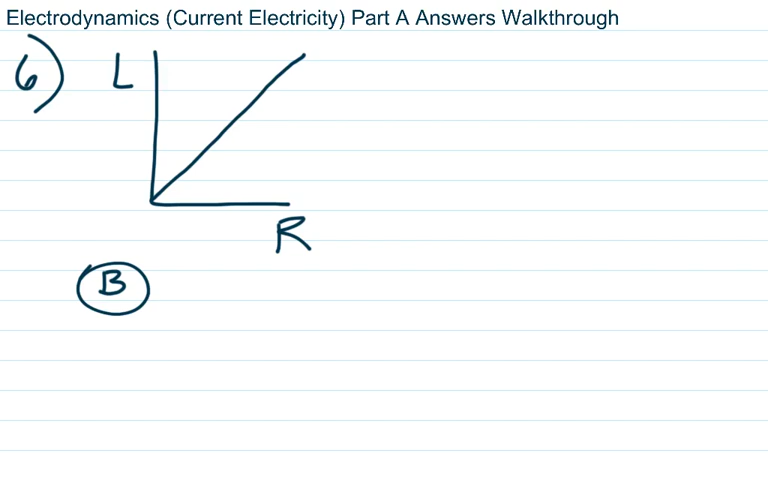 Electrodynamics (Current Electricity) Part A Answers Walkthrough
6) L
R
B